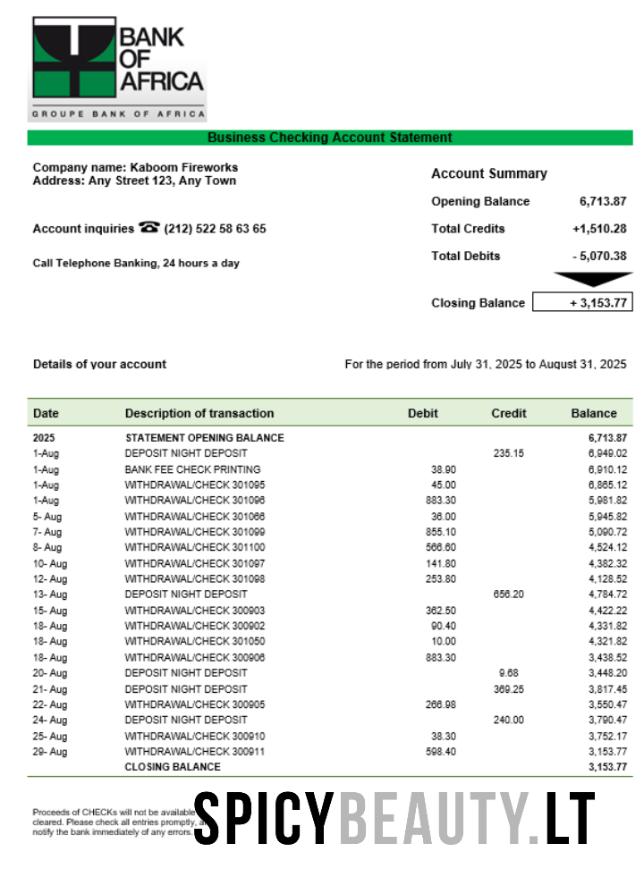 BANK
OF
AFRICA
GROUPE BANK OF AFRICA
Business Checking Account Statement
Company name: Kaboom Fireworks
Address: Any Street 123, Any Town
Account inquiries ☎ (212) 522 58 63 65
Call Telephone Banking, 24 hours a day
Account Summary
Opening Balance 6,713.87
Total Credits +1,510.28
Total Debits - 5,070.38
Closing Balance + 3,153.77
Details of your account For the period from July 31, 2025 to August 31, 2025
Date Description of transaction Debit Credit Balance
2025 STATEMENT OPENING BALANCE 6,713.87
1-Aug DEPOSIT NIGHT DEPOSIT 235.15 6,949.02
1-Aug BANK FEE CHECK PRINTING 38.90 6,910.12
1-Aug WITHDRAWAL/CHECK 301095 45.00 6,865.12
1-Aug WITHDRAWAL/CHECK 301096 883.30 5,981.82
5- Aug WITHDRAWAL/CHECK 301066 36.00 5,945.82
7- Aug WITHDRAWAL/CHECK 301099 855.10 5,090.72
8- Aug WITHDRAWAL/CHECK 301100 566.60 4,524.12
10- Aug WITHDRAWAL/CHECK 301097 141.80 4,382.32
12- Aug WITHDRAWAL/CHECK 301098 253.80 4,128.52
13- Aug DEPOSIT NIGHT DEPOSIT 656.20 4,784.72
15- Aug WITHDRAWAL/CHECK 300903 362.50 4,422.22
18- Aug WITHDRAWAL/CHECK 300902 90.40 4,331.82
18- Aug WITHDRAWAL/CHECK 301050 10.00 4,321.82
18- Aug WITHDRAWAL/CHECK 300906 883.30 3,438.52
20- Aug DEPOSIT NIGHT DEPOSIT 9.68 3,448.20
21- Aug DEPOSIT NIGHT DEPOSIT 369.25 3,817.45
22- Aug WITHDRAWAL/CHECK 300905 266.98 3,550.47
24- Aug DEPOSIT NIGHT DEPOSIT 240.00 3,790.47
25- Aug WITHDRAWAL/CHECK 300910 38.30 3,752.17
29- Aug WITHDRAWAL/CHECK 300911 598.40 3,153.77
CLOSING BALANCE 3,153.77
Proceeds of CHECKs will not be available
cleared. Please check all entries promptly,
notify the bank immediately of any errors.
SPICYBEAUTY.LT